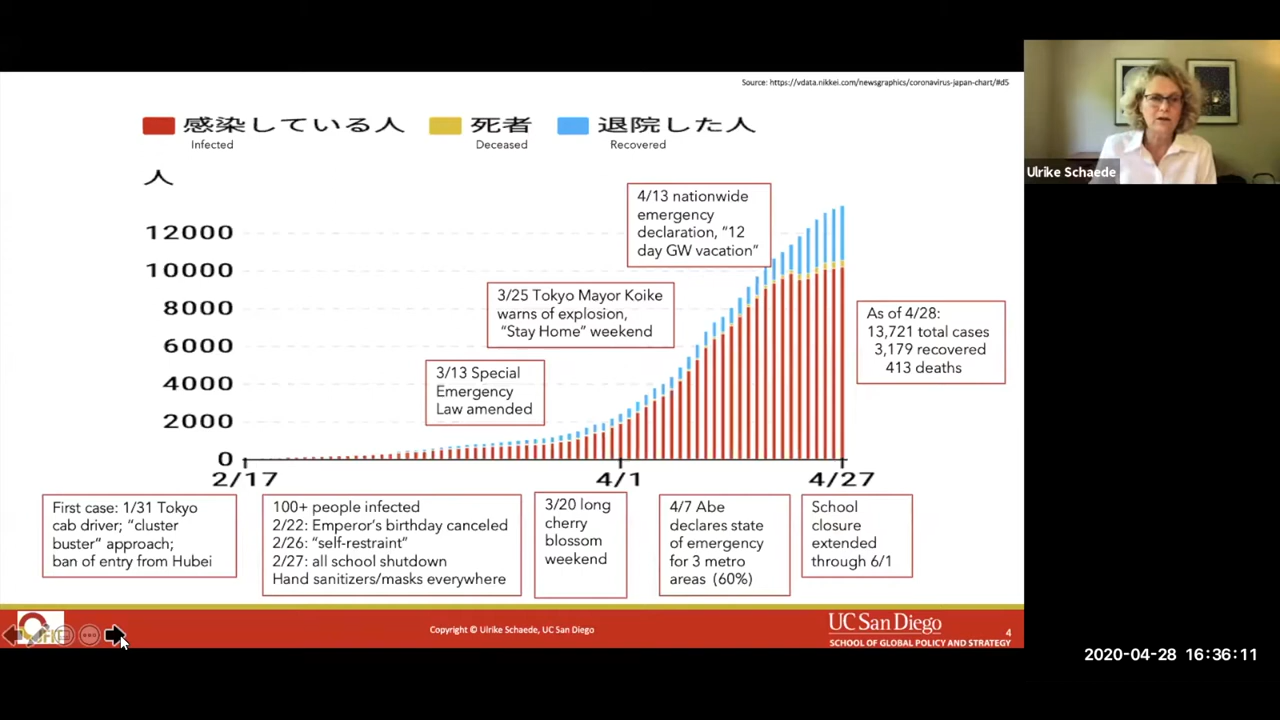 Source: https://vdata.nikkei.com/newsgraphics/coronavirus-japan-chart/#d5
感染している人 死者 退院した人
Infected Deceased Recovered
人
12000
10000
8000
6000
4000
2000
0
2/17 4/1 4/27
4/13 nationwide
emergency
declaration, "12
day GW vacation"
3/25 Tokyo Mayor Koike
warns of explosion,
"Stay Home" weekend
3/13 Special
Emergency
Law amended
As of 4/28:
13,721 total cases
3,179 recovered
413 deaths
First case: 1/31 Tokyo
cab driver; "cluster
buster" approach;
ban of entry from Hubei
100+ people infected
2/22: Emperor's birthday canceled
2/26: "self-restraint"
2/27: all school shutdown
Hand sanitizers/masks everywhere
3/20 long
cherry
blossom
weekend
4/7 Abe
declares state
of emergency
for 3 metro
areas (60%)
School
closure
extended
through 6/1
Copyright © Ulrike Schaede, UC San Diego
UC San Diego
SCHOOL OF GLOBAL POLICY AND STRATEGY
4
Ulrike Schaede
2020-04-28 16:36:11